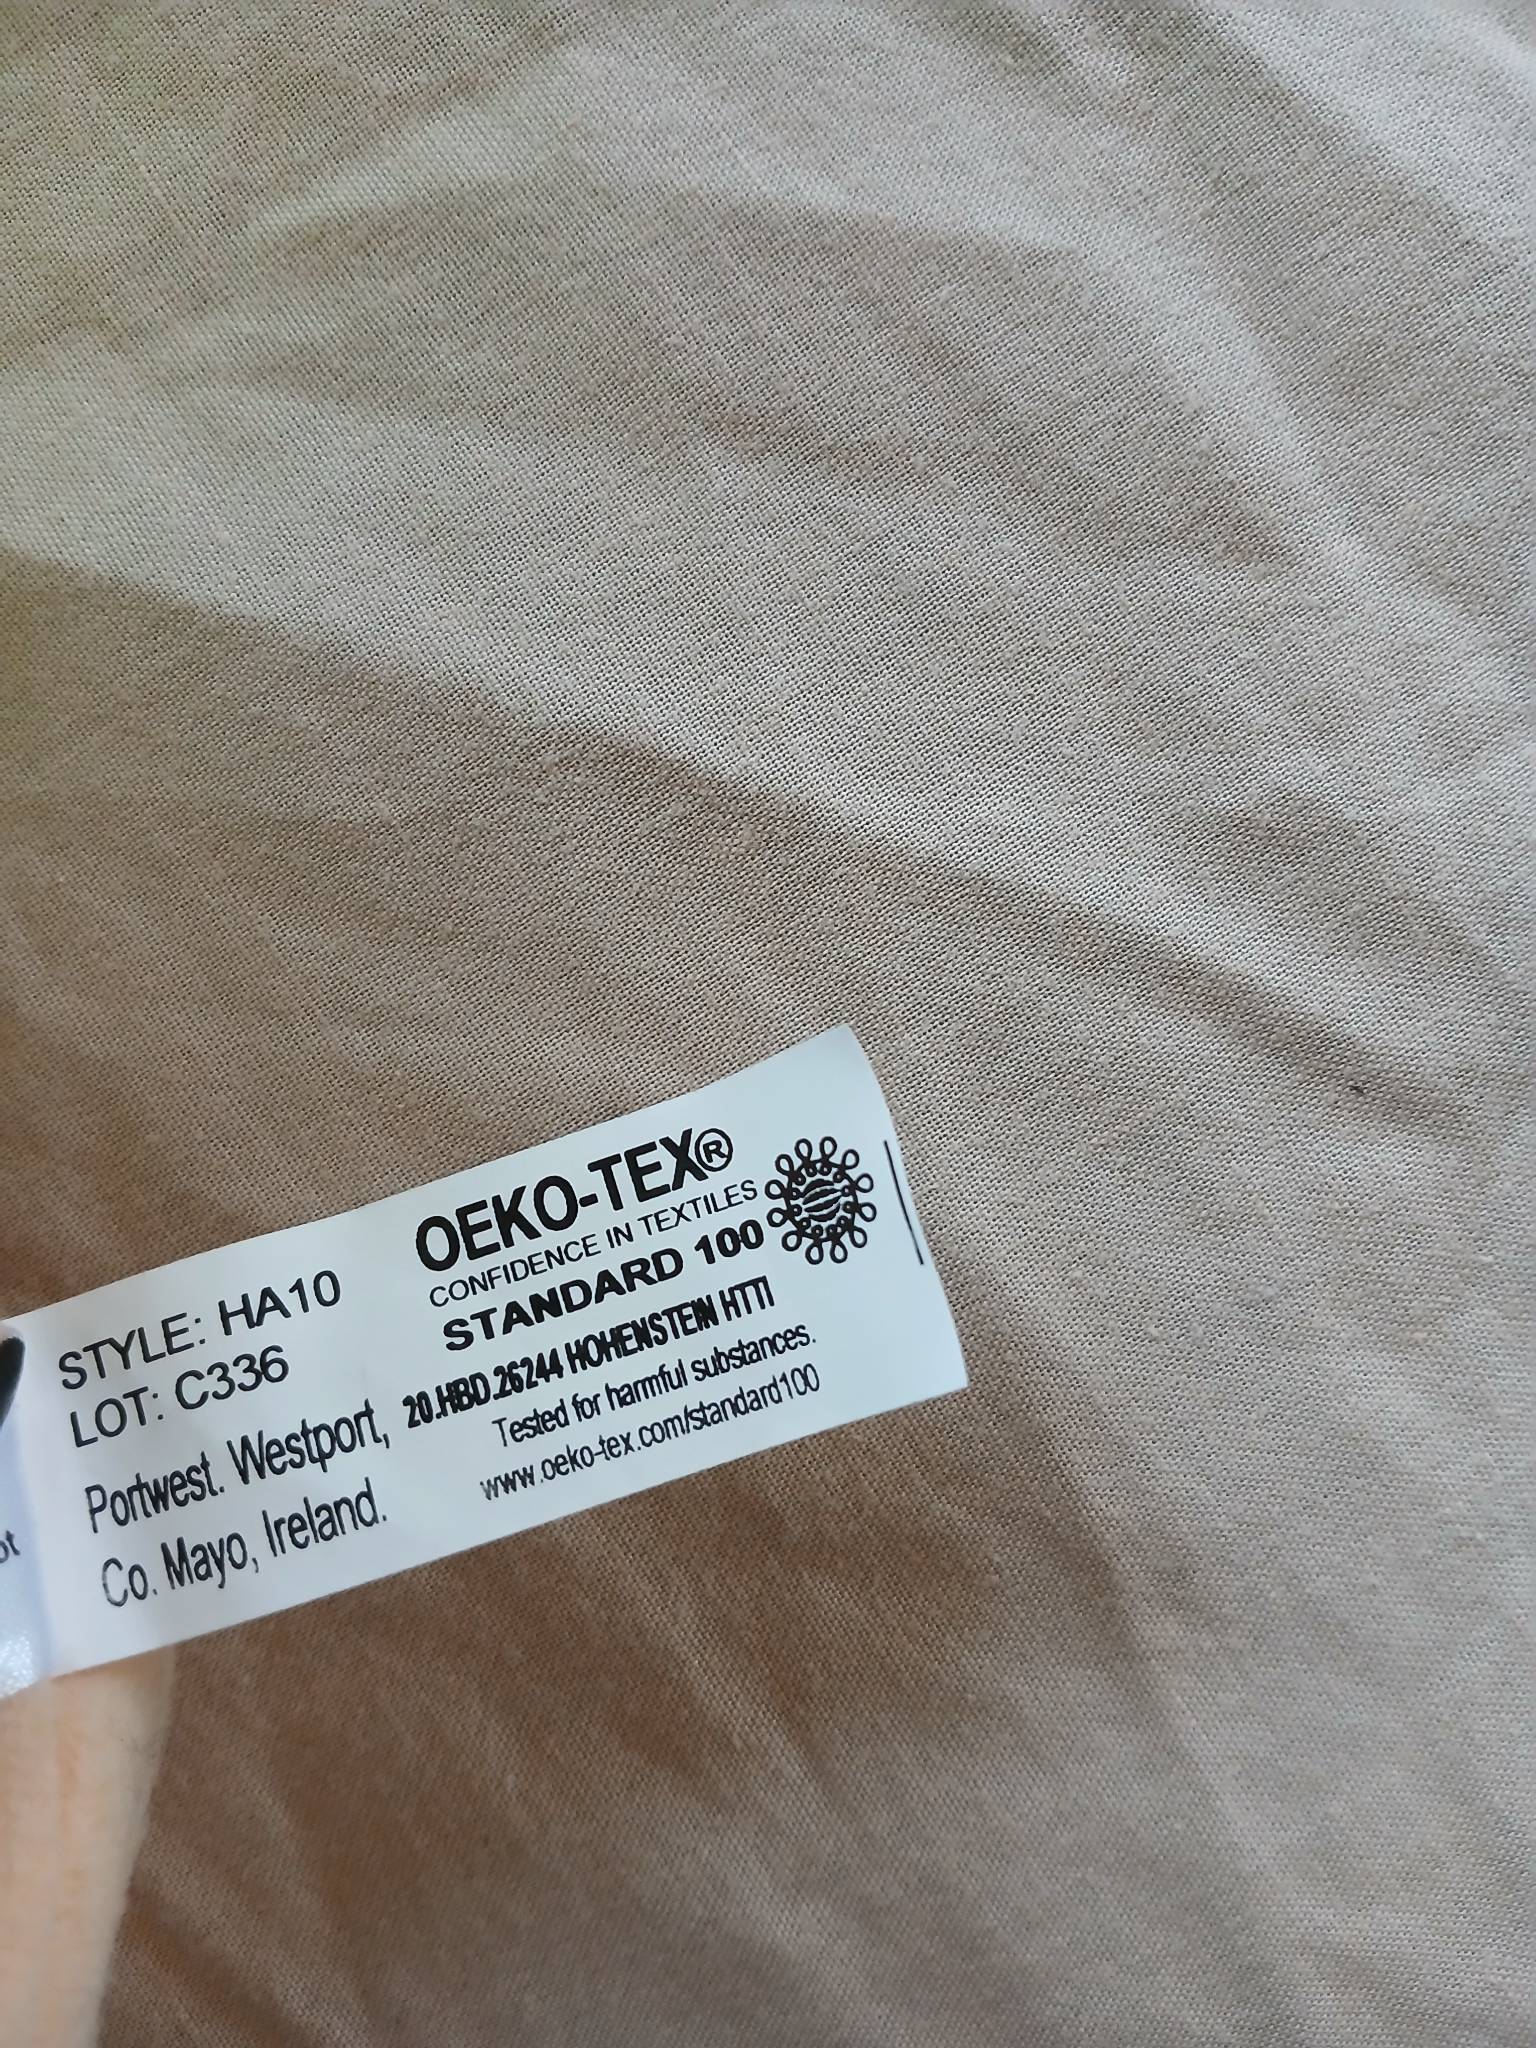 STYLE: HA10
LOT: C336
Portwest. Westport,
Co. Mayo, Ireland.
OEKO-TEX®
CONFIDENCE IN TEXTILES
STANDARD 100
20.HBD.26244 HOHENSTEIN HTTI
Tested for harmful substances.
www.oeko-tex.com/standard100